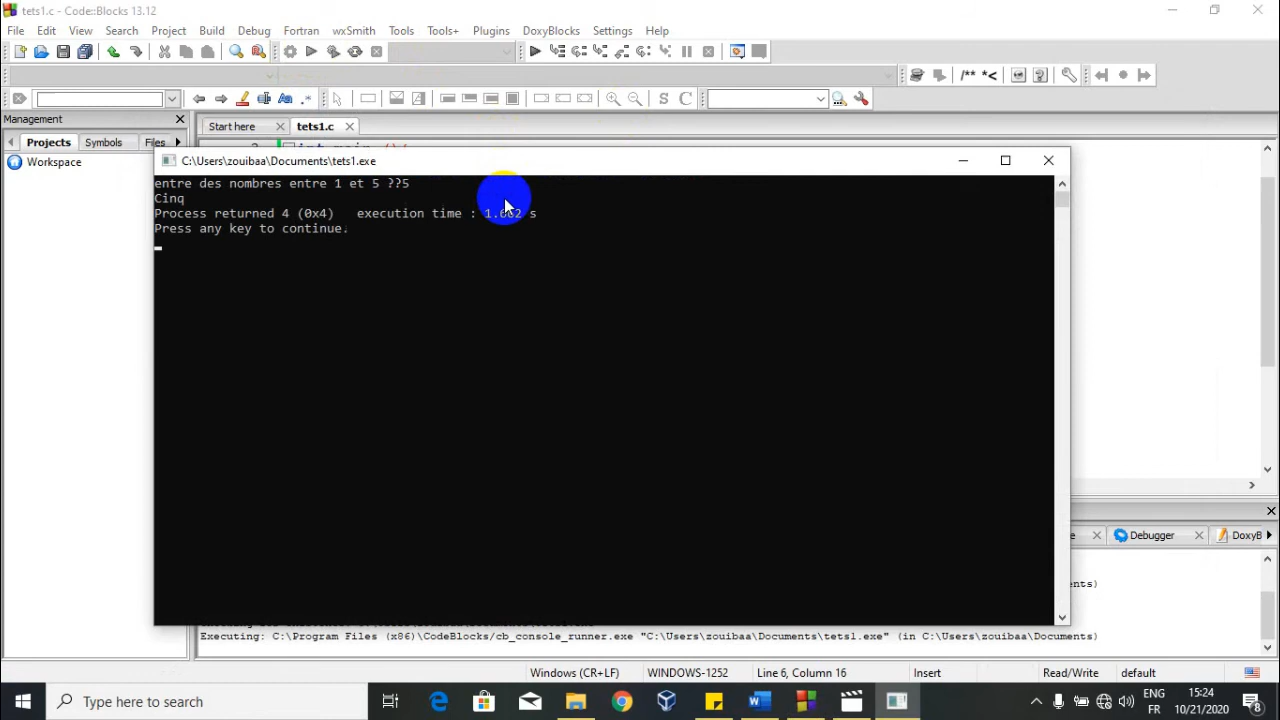 tets1.c - Code::Blocks 13.12
File Edit View Search Project Build Debug Fortran wxSmith Tools Tools+ Plugins DoxyBlocks Settings Help
/** *<
Management
Start here
tets1.c
Projects Symbols Files
Workspace
int main ()
C:\Users\zouibaa\Documents\tets1.exe
entre des nombres entre 1 et 5 ??5
Cinq
Process returned 4 (0x4) execution time : s
Press any key to continue.
Debugger
DoxyB
Executing: C:\Program Files (x86)\CodeBlocks/cb_console_runner.exe "C:\Users\zouibaa\Documents\tets1.exe" (in C:\Users\zouibaa\Documents)
Windows (CR+LF) WINDOWS-1252 Line 6, Column 16 Insert Read/Write default
Type here to search
ENG
FR
15:24
10/21/2020
8